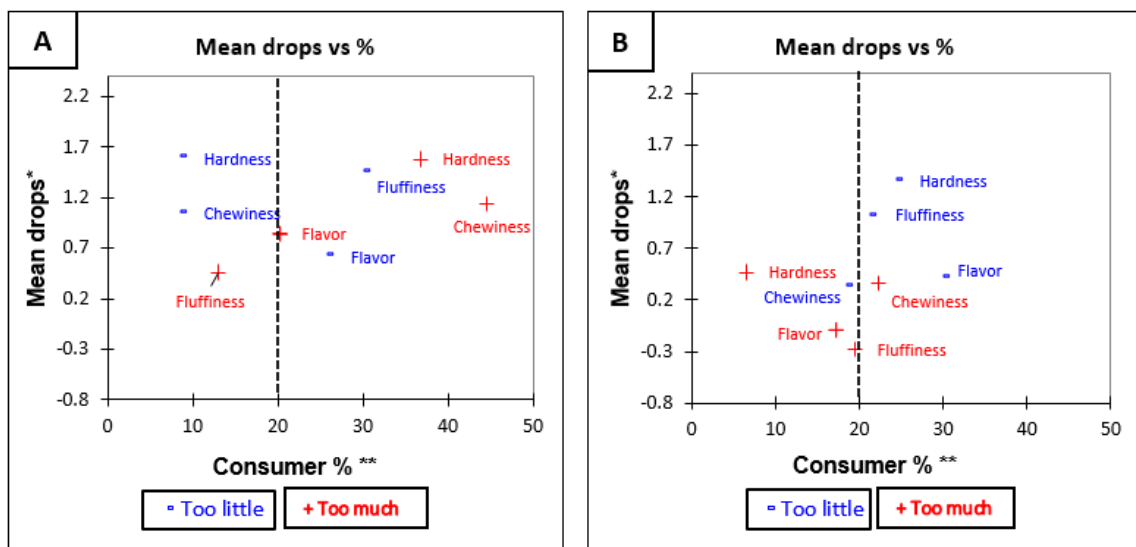 A
Mean drops vs %
2.2
1.7
1.2
0.7
0.2
-0.3
-0.8
Mean drops*
Hardness
Hardness
Fluffiness
Chewiness
Chewiness
Flavor
Flavor
Fluffiness
0 10 20 30 40 50
Consumer % **
Too little
+ Too much
B
Mean drops vs %
2.2
1.7
1.2
0.7
0.2
-0.3
-0.8
Mean drops*
Hardness
Fluffiness
Hardness
Flavor
Chewiness
Chewiness
Flavor
Fluffiness
0 10 20 30 40 50
Consumer % **
Too little
+ Too much